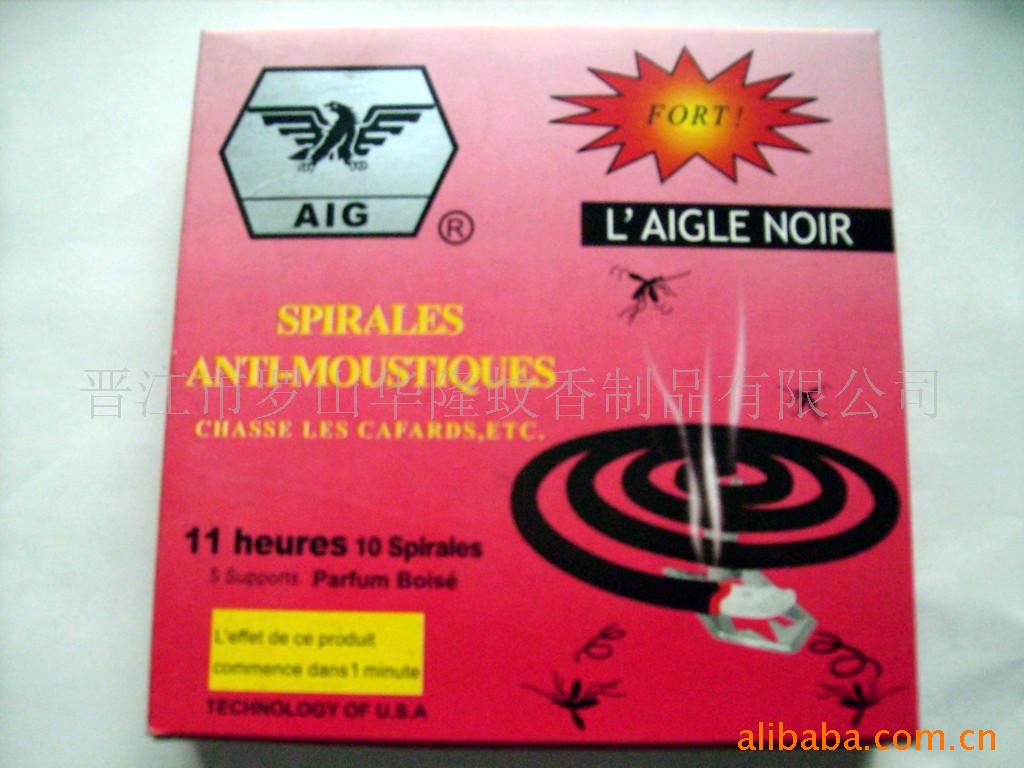 AIG
®
FORT!
L'AIGLE NOIR
SPIRALES
ANTI-MOUSTIQUES
晋江市罗山华隆蚊香制品有限公司
CHASSE LES CAFARDS,ETC.
11 heures 10 Spirales
5 Supports Parfum Boisé
L'effet de ce produit
commence dans 1 minute
TECHNOLOGY OF U.S.A
alibaba.com.cn